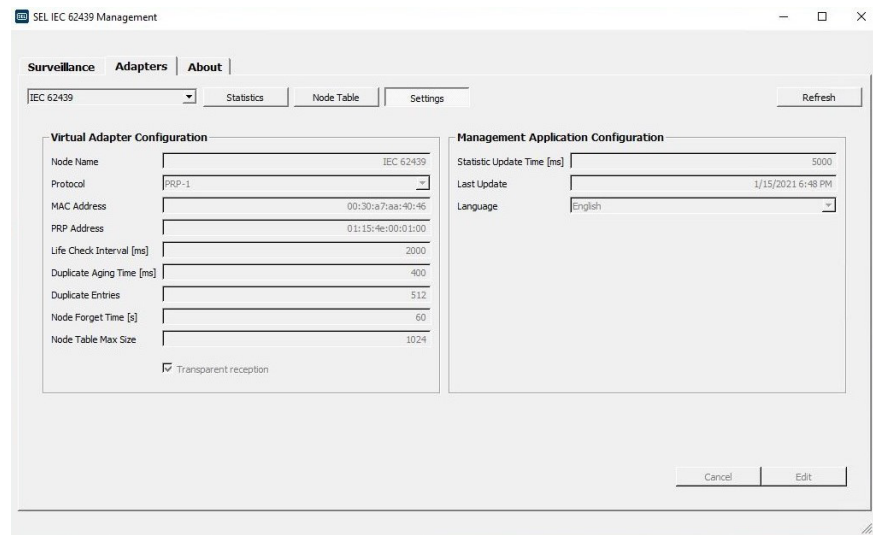 SEL IEC 62439 Management
Surveillance Adapters About
IEC 62439 Statistics Node Table Settings Refresh
Virtual Adapter Configuration
Node Name IEC 62439
Protocol PRP-1
MAC Address 00:30:a7:aa:40:46
PRP Address 01:15:4e:00:01:00
Life Check Interval [ms] 2000
Duplicate Aging Time [ms] 400
Duplicate Entries 512
Node Forget Time [s] 60
Node Table Max Size 1024
Transparent reception
Management Application Configuration
Statistic Update Time [ms] 5000
Last Update 1/15/2021 6:48 PM
Language English
Cancel Edit